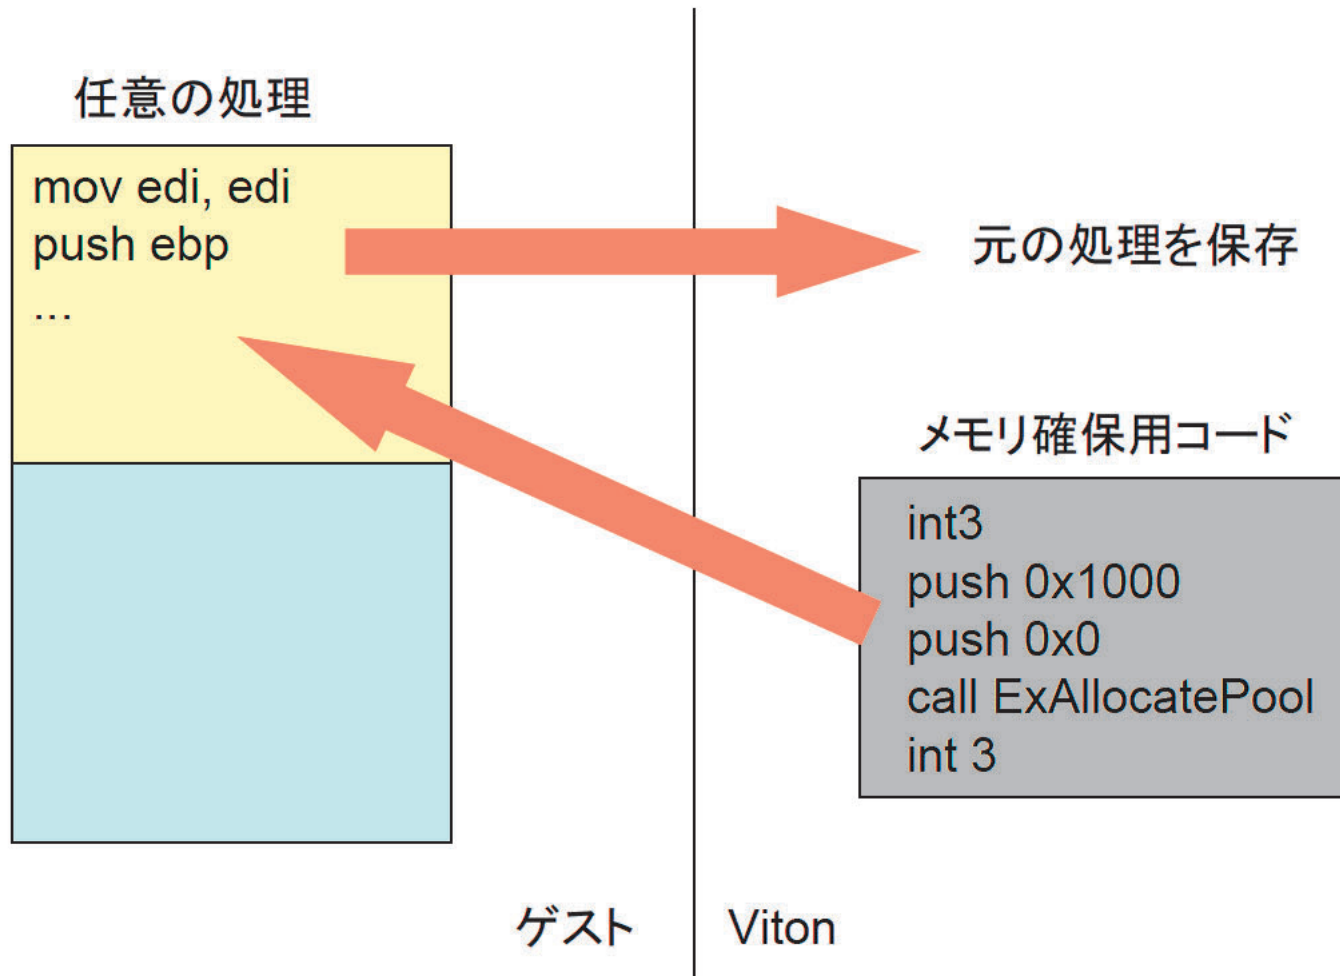 任意の処理
mov edi, edi
push ebp
...
元の処理を保存
メモリ確保用コード
int3
push 0x1000
push 0x0
call ExAllocatePool
int 3
ゲスト
Viton